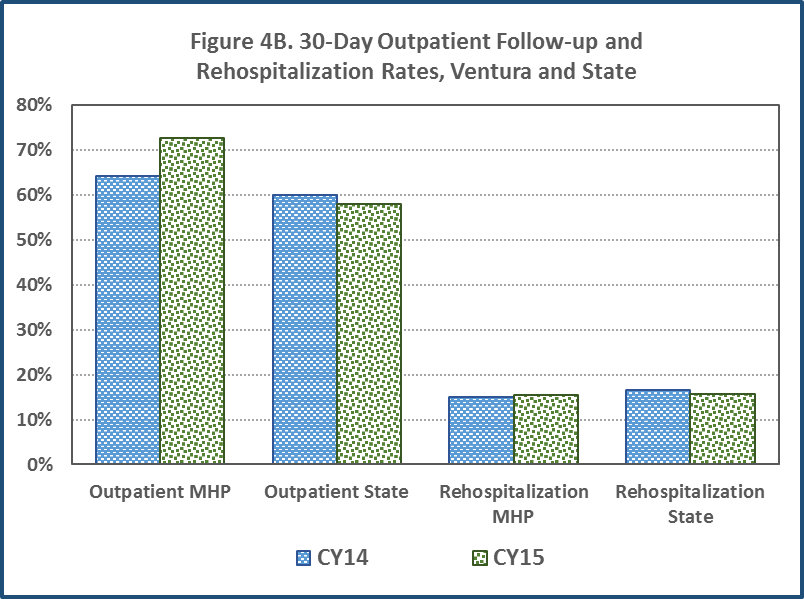 Figure 4B. 30-Day Outpatient Follow-up and
Rehospitalization Rates, Ventura and State
80%
70%
60%
50%
40%
30%
20%
10%
0%
Outpatient MHP
Outpatient State
Rehospitalization
MHP
Rehospitalization
State
CY14
CY15